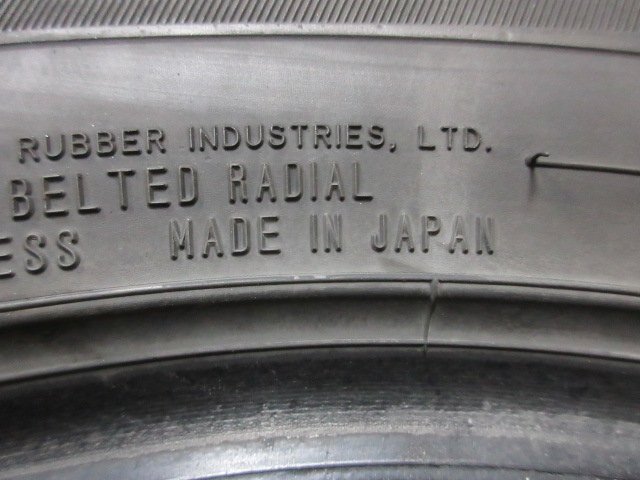 RUBBER INDUSTRIES, LTD.
BELTED RADIAL
ESS MADE IN JAPAN